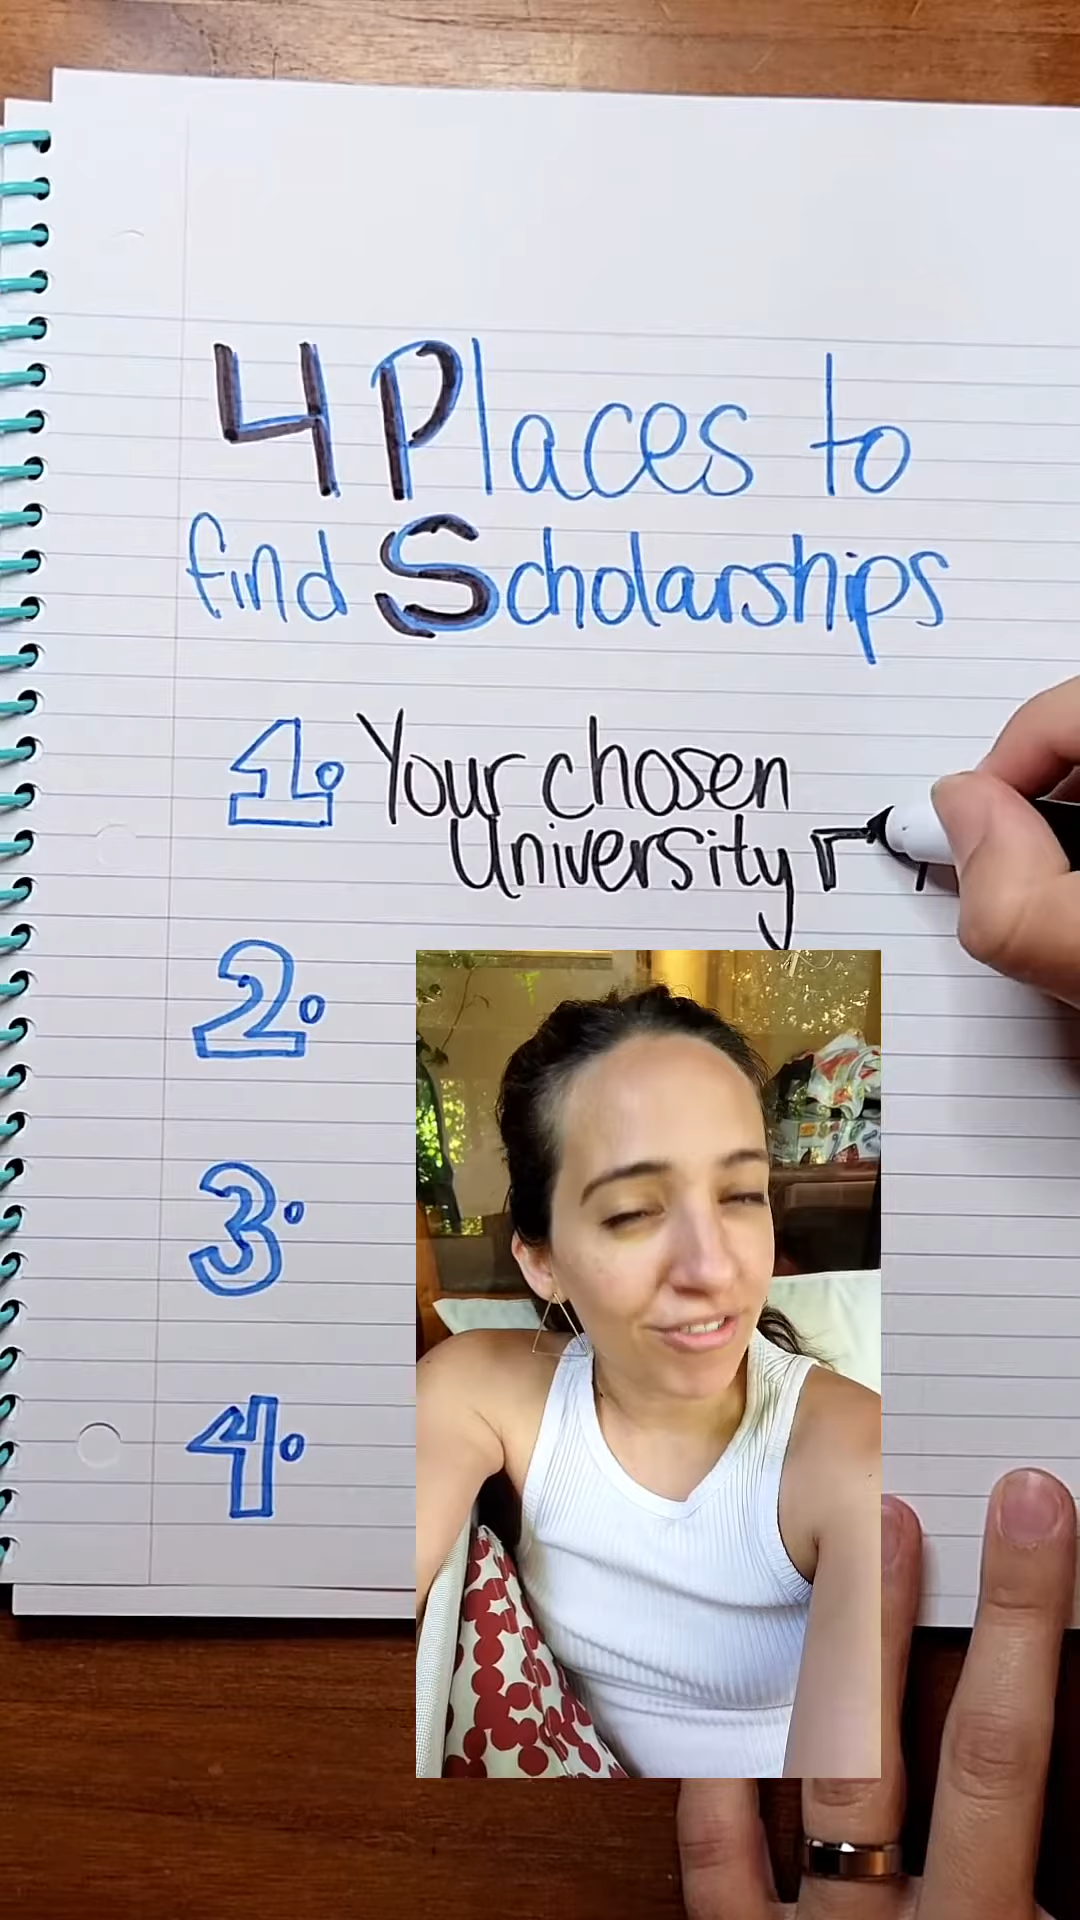 4 Places to
find Scholarships
1. Your chosen
University
2.
3.
4.